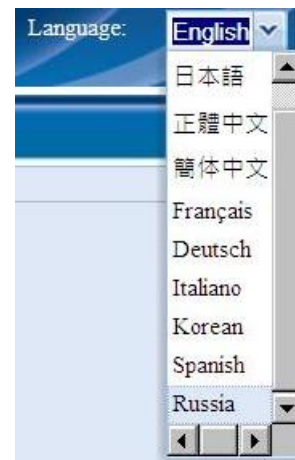 Language: English
日本語
正體中文
簡体中文
Français
Deutsch
Italiano
Korean
Spanish
Russia